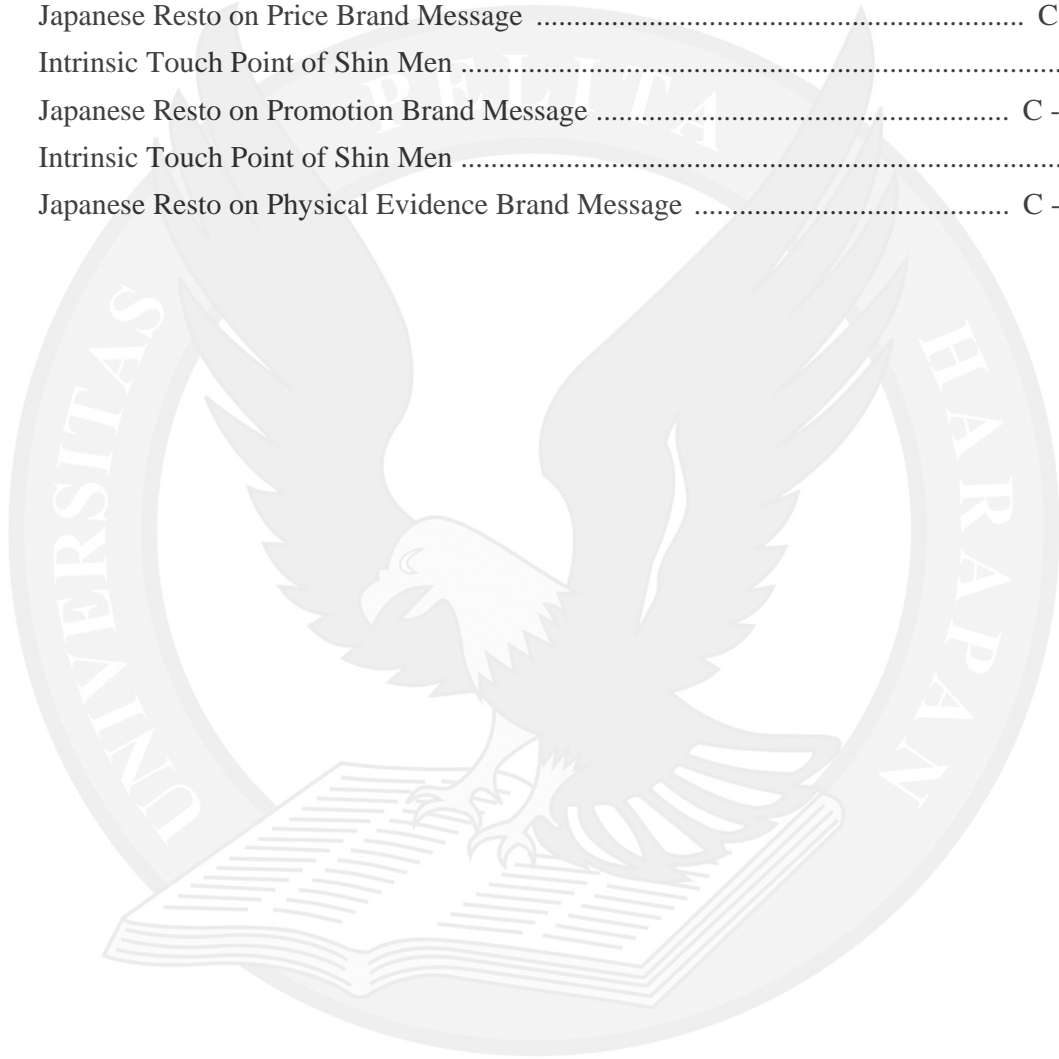 Japanese Resto on Price Brand Message ................................................................. C
Intrinsic Touch Point of Shin Men ................................................................................
Japanese Resto on Promotion Brand Message ....................................................... C -
Intrinsic Touch Point of Shin Men ................................................................................
Japanese Resto on Physical Evidence Brand Message .......................................... C -
UNIVERSITAS PELITA HARAPAN